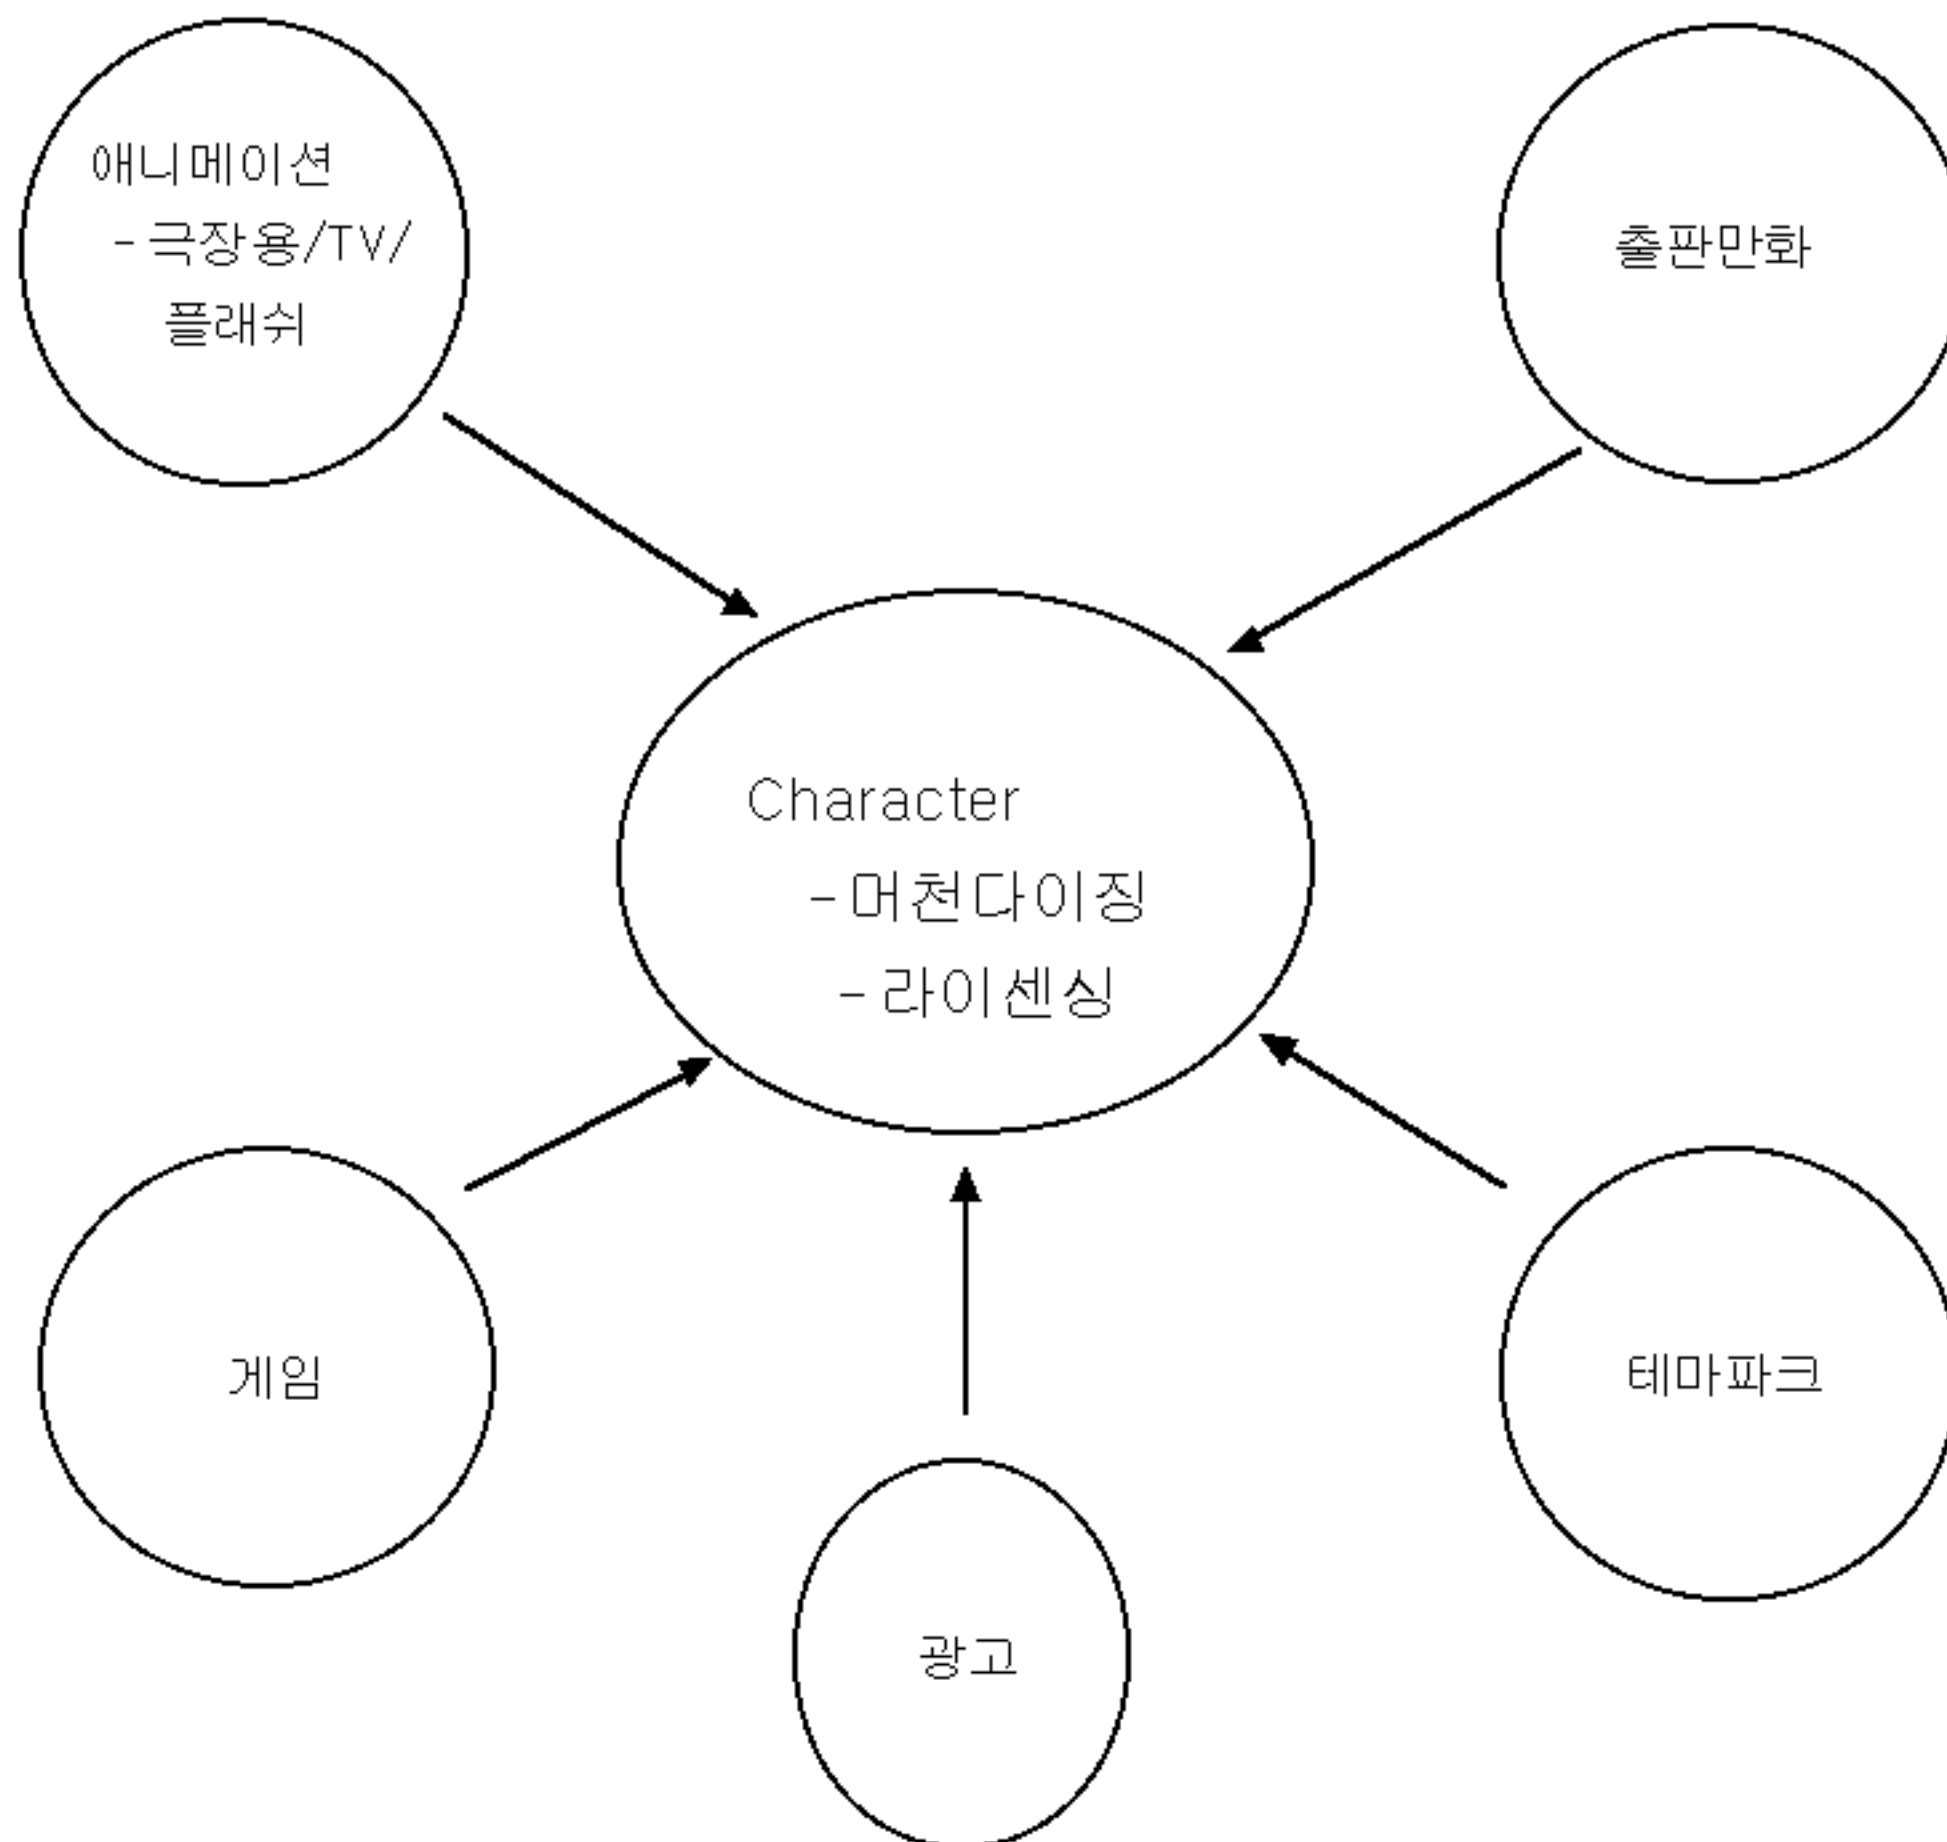 애니메이션
-극장용/TV/
플래쉬
출판만화
Character
-머천다이징
-라이센싱
게임
테마파크
광고